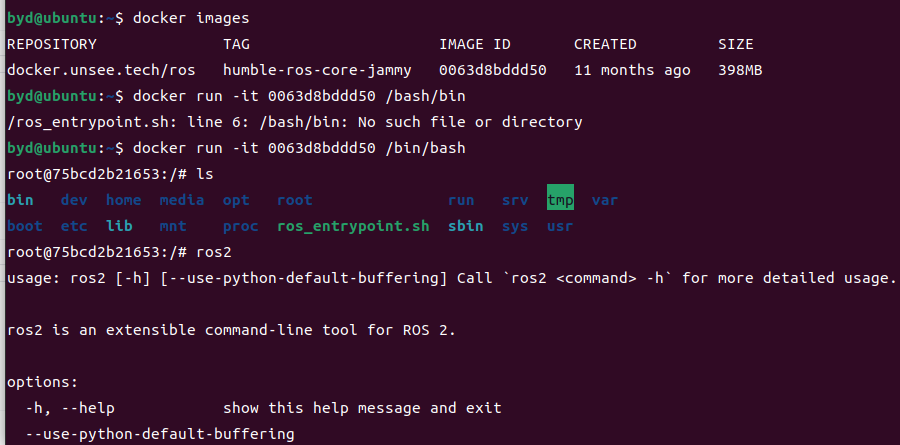 byd@ubuntu:~$ docker images
REPOSITORY              TAG                     IMAGE ID       CREATED         SIZE
docker.unsee.tech/ros   humble-ros-core-jammy   0063d8bddd50   11 months ago   398MB
byd@ubuntu:~$ docker run -it 0063d8bddd50 /bash/bin
/ros_entrypoint.sh: line 6: /bash/bin: No such file or directory
byd@ubuntu:~$ docker run -it 0063d8bddd50 /bin/bash
root@75bcd2b21653:/# ls
bin   dev  home  media  opt   root               run   srv  tmp  var
boot  etc  lib   mnt    proc  ros_entrypoint.sh  sbin  sys  usr
root@75bcd2b21653:/# ros2
usage: ros2 [-h] [--use-python-default-buffering] Call `ros2 <command> -h` for more detailed usage.
ros2 is an extensible command-line tool for ROS 2.
options:
  -h, --help            show this help message and exit
  --use-python-default-buffering